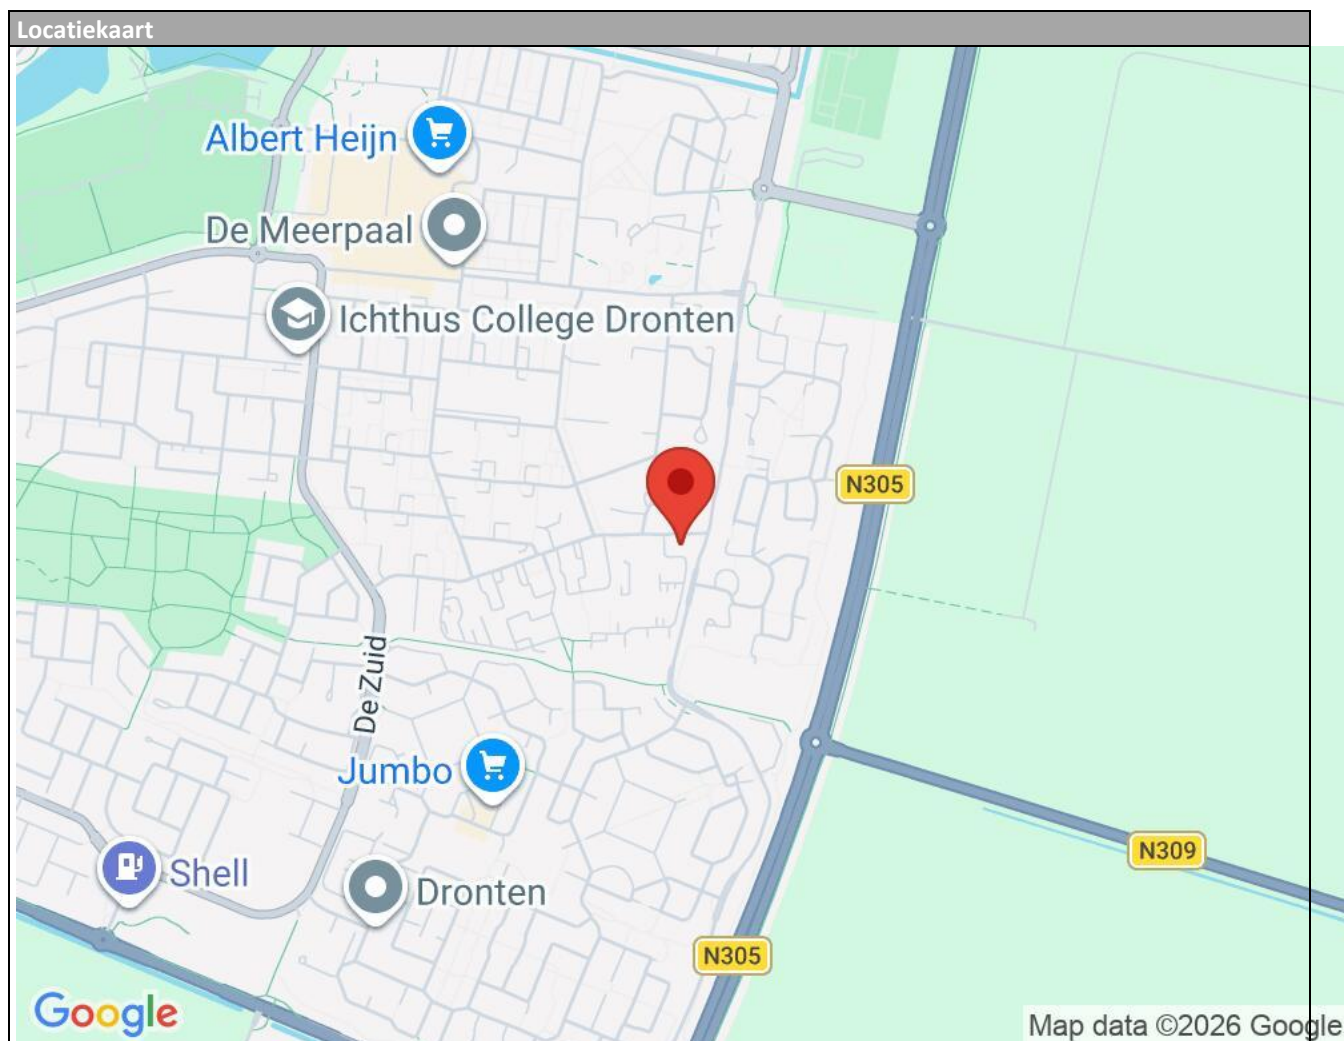 Locatiekaart
Albert Heijn
De Meerpaal
Ichthus College Dronten
N305
De Zuid
Jumbo
N309
Shell
Dronten
N305
Google
Map data ©2026 Google